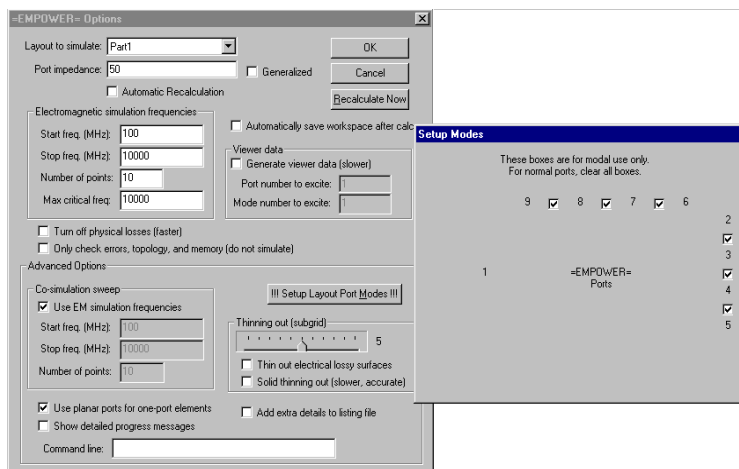 =EMPOWER= Options
Layout to simulate: Part1
OK
Port impedance: 50
Generalized
Cancel
Automatic Recalculation
Recalculate Now
Electromagnetic simulation frequencies
Start freq. (MHz): 100
Stop freq. (MHz): 10000
Number of points: 10
Max critical freq: 10000
Automatically save workspace after calc
Viewer data
Generate viewer data (slower)
Port number to excite: 1
Mode number to excite: 1
Turn off physical losses (faster)
Only check errors, topology, and memory (do not simulate)
Advanced Options
Co-simulation sweep
Use EM simulation frequencies
Start freq. (MHz): 100
Stop freq. (MHz): 10000
Number of points: 10
!!! Setup Layout Port Modes !!!
Thinning out (subgrid)
5
Thin out electrical lossy surfaces
Solid thinning out (slower, accurate)
Use planar ports for one-port elements
Add extra details to listing file
Show detailed progress messages
Command line:
Setup Modes
These boxes are for modal use only.
For normal ports, clear all boxes.
9 8 7 6
2
3
1
=EMPOWER=
Ports
4
5